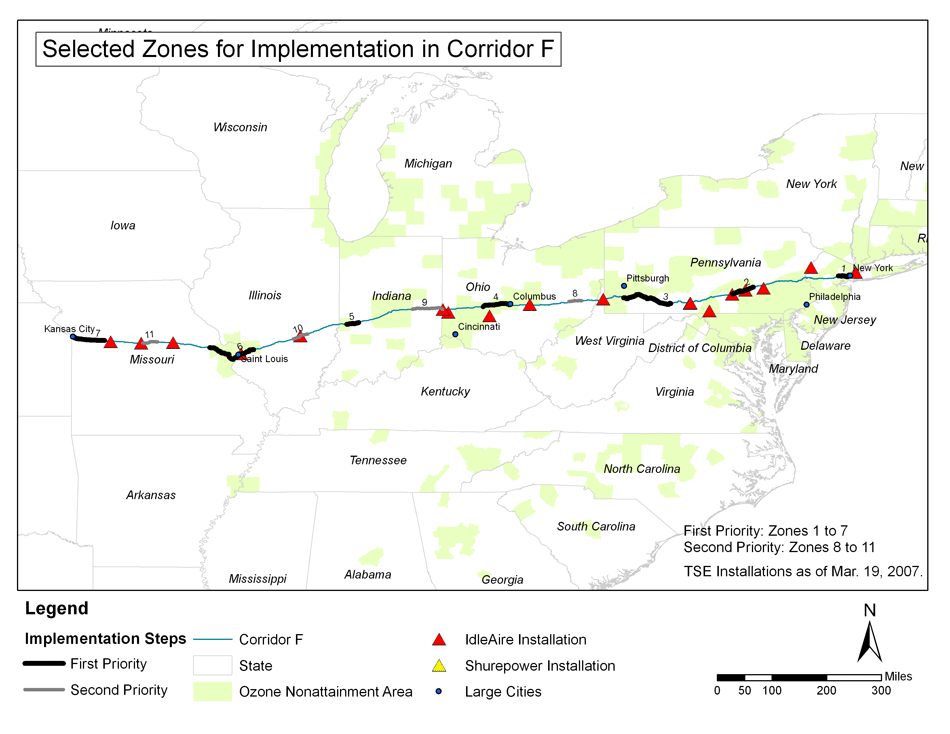 Minnesota
Selected Zones for Implementation in Corridor F
Wisconsin
Michigan
New York
New
Iowa
Pennsylvania
Illinois
Indiana
Ohio
Pittsburgh
1
New York
2
3
4
Columbus
8
9
5
Philadelphia
New Jersey
Kansas City
7
11
Missouri
6
Saint Louis
10
Cincinnati
West Virginia
District of Columbia
Delaware
Maryland
Kentucky
Virginia
Tennessee
North Carolina
Arkansas
South Carolina
Mississippi
Alabama
Georgia
First Priority: Zones 1 to 7
Second Priority: Zones 8 to 11
TSE Installations as of Mar. 19, 2007.
Legend
Implementation Steps
First Priority
Second Priority
Corridor F
State
Ozone Nonattainment Area
IdleAire Installation
Shurepower Installation
Large Cities
N
0 50 100 200 300 Miles